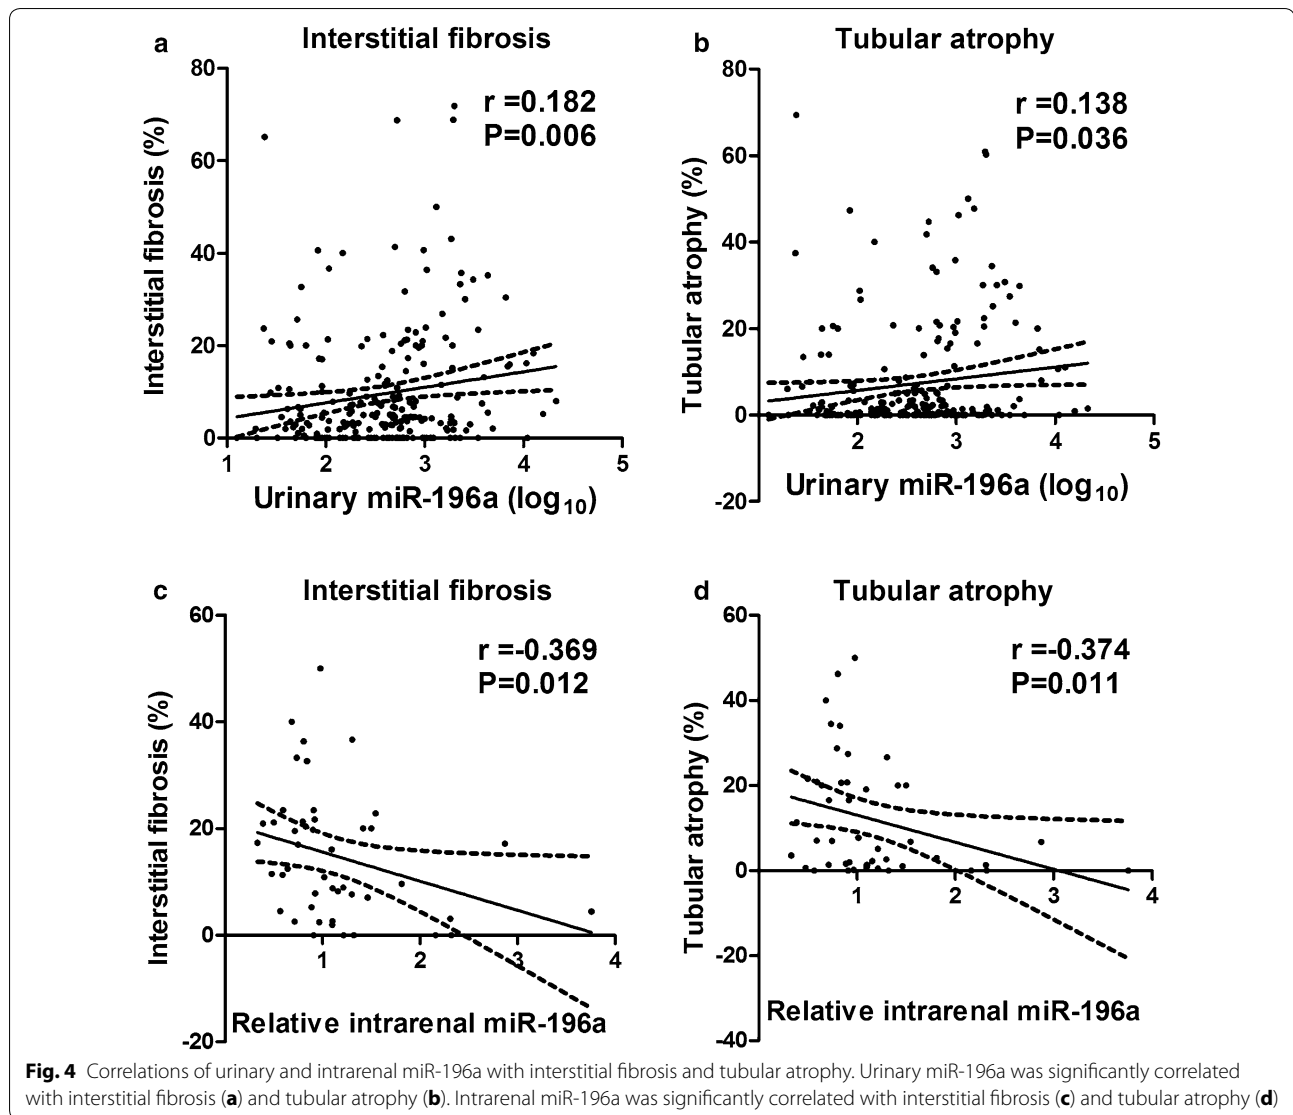 a Interstitial fibrosis
80
60
40
20
0
Interstitial fibrosis (%)
r =0.182
P=0.006
1 2 3 4 5
Urinary miR-196a (log10)
b Tubular atrophy
80
60
40
20
0
-20
Tubular atrophy (%)
r =0.138
P=0.036
2 3 4 5
Urinary miR-196a (log10)
c Interstitial fibrosis
60
40
20
0
-20
Interstitial fibrosis (%)
r =-0.369
P=0.012
1 2 3 4
Relative intrarenal miR-196a
d Tubular atrophy
60
40
20
0
-20
-40
Tubular atrophy (%)
r =-0.374
P=0.011
1 2 3 4
Relative intrarenal miR-196a
Fig. 4 Correlations of urinary and intrarenal miR-196a with interstitial fibrosis and tubular atrophy. Urinary miR-196a was significantly correlated
with interstitial fibrosis (a) and tubular atrophy (b). Intrarenal miR-196a was significantly correlated with interstitial fibrosis (c) and tubular atrophy (d)